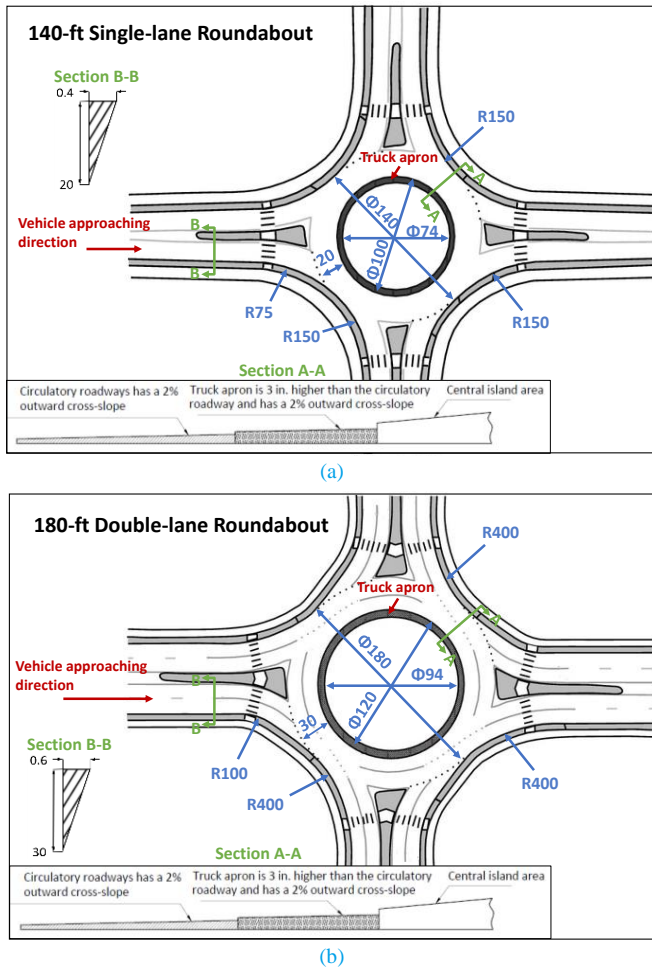 140-ft Single-lane Roundabout
Section B-B
0.4
20
R150
Truck apron
A
A
Vehicle approaching
direction
B
B
Φ140
Φ74
Φ100
20
R75
R150
R150
Section A-A
Circulatory roadways has a 2%
outward cross-slope
Truck apron is 3 in. higher than the circulatory
roadway and has a 2% outward cross-slope
Central island area
(a)
180-ft Double-lane Roundabout
R400
Truck apron
A
A
Vehicle approaching
direction
B
B
Φ180
Φ94
Φ120
30
Section B-B
0.6
30
R100
R400
R400
Section A-A
Circulatory roadways has a 2%
outward cross-slope
Truck apron is 3 in. higher than the circulatory
roadway and has a 2% outward cross-slope
Central island area
(b)